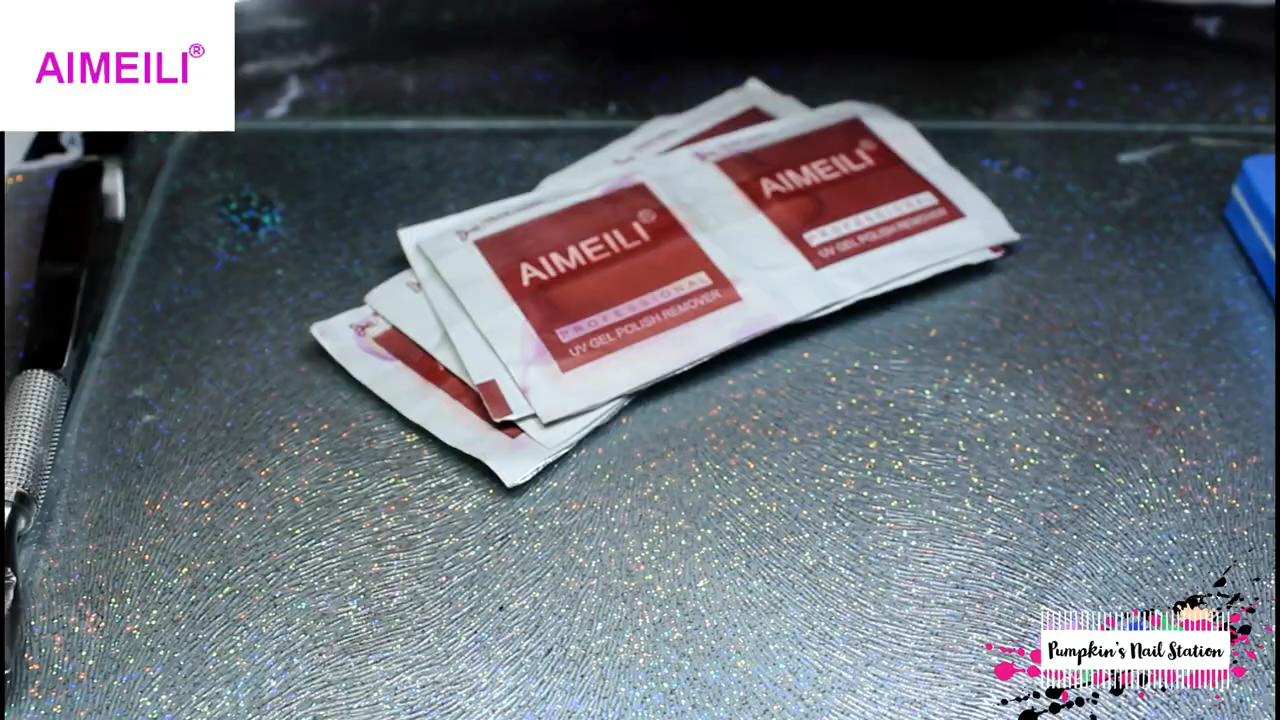 AIMEILI®
AIMEILI®
PROFESSIONAL
UV GEL POLISH REMOVER
AIMEILI®
PROFESSIONAL
UV GEL POLISH REMOVER
Pumpkin's Nail Station